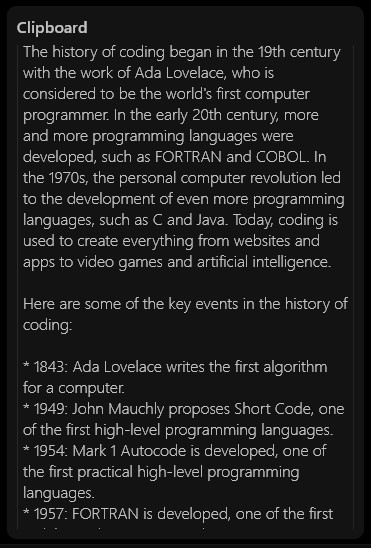 Clipboard
The history of coding began in the 19th century
with the work of Ada Lovelace, who is
considered to be the world's first computer
programmer. In the early 20th century, more
and more programming languages were
developed, such as FORTRAN and COBOL. In
the 1970s, the personal computer revolution led
to the development of even more programming
languages, such as C and Java. Today, coding is
used to create everything from websites and
apps to video games and artificial intelligence.
Here are some of the key events in the history of
coding:
* 1843: Ada Lovelace writes the first algorithm
for a computer.
* 1949: John Mauchly proposes Short Code, one
of the first high-level programming languages.
* 1954: Mark 1 Autocode is developed, one of
the first practical high-level programming
languages.
* 1957: FORTRAN is developed, one of the first